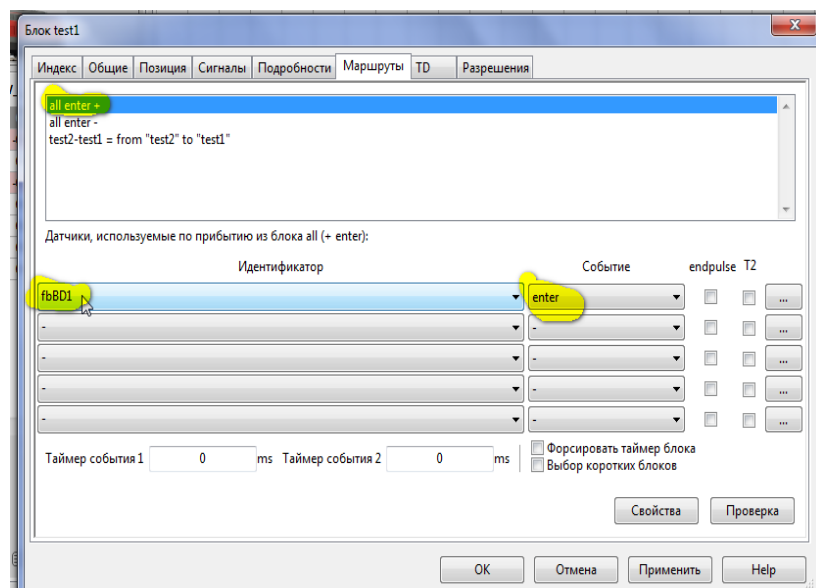 Блок test1
Индекс Общие Позиция Сигналы Подробности Маршруты TD Разрешения
all enter +
all enter -
test2-test1 = from "test2" to "test1"
Датчики, используемые по прибытию из блока all (+ enter):
Идентификатор Событие endpulse T2
fbBD1 enter ...
- - ...
- - ...
- - ...
- - ...
Таймер события 1 0 ms Таймер события 2 0 ms Форсировать таймер блока
Выбор коротких блоков
Свойства Проверка
OK Отмена Применить Help